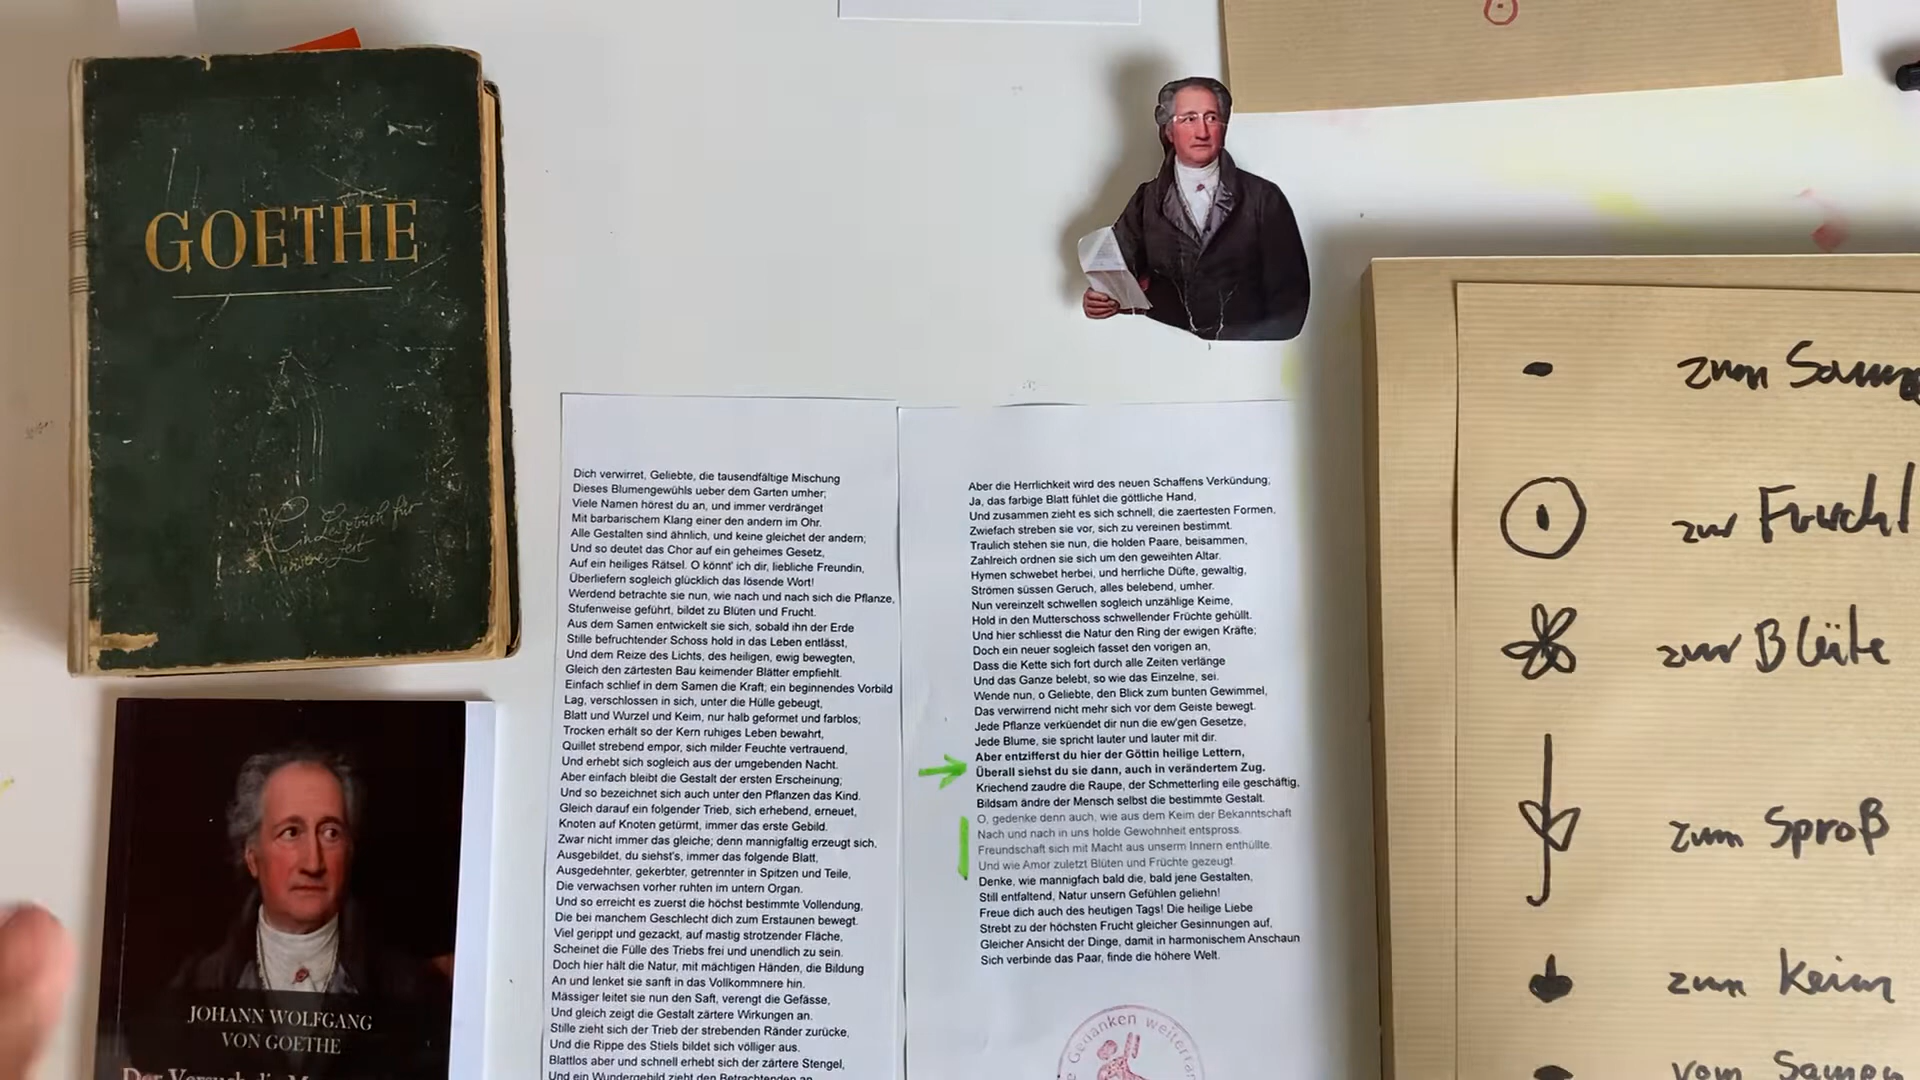 GOETHE
Ein Lesebuch für
unsere Zeit
JOHANN WOLFGANG
VON GOETHE
Dich verwirret, Geliebte, die tausendfältige Mischung
Dieses Blumengewühls ueber dem Garten umher;
Viele Namen hörest du an, und immer verdränget
Mit barbarischem Klang einer den andern im Ohr.
Alle Gestalten sind ähnlich, und keine gleichet der andern;
Und so deutet das Chor auf ein geheimes Gesetz,
Auf ein heiliges Rätsel. O könnt' ich dir, liebliche Freundin,
Überliefern sogleich glücklich das lösende Wort!
Werdend betrachte sie nun, wie nach und nach sich die Pflanze,
Stufenweise geführt, bildet zu Blüten und Frucht.
Aus dem Samen entwickelt sie sich, sobald ihn der Erde
Stille befruchtender Schoss hold in das Leben entlässt,
Und dem Reize des Lichts, des heiligen, ewig bewegten,
Gleich den zärtesten Bau keimender Blätter empfiehlt.
Einfach schlief in dem Samen die Kraft; ein beginnendes Vorbild
Lag, verschlossen in sich, unter die Hülle gebeugt,
Blatt und Wurzel und Keim, nur halb geformet und farblos;
Trocken erhält so der Kern ruhiges Leben bewahrt,
Quillet strebend empor, sich milder Feuchte vertrauend,
Und erhebt sich sogleich aus der umgebenden Nacht.
Aber einfach bleibt die Gestalt der ersten Erscheinung;
Und so bezeichnet sich auch unter den Pflanzen das Kind.
Gleich darauf ein folgender Trieb, sich erhebend, erneuet,
Knoten auf Knoten getürmt, immer das erste Gebild.
Zwar nicht immer das gleiche; denn mannigfaltig erzeugt sich,
Ausgebildet, du siehst's, immer das folgende Blatt,
Ausgedehnter, gekerbter, getrennter in Spitzen und Teile,
Die verwachsen vorher ruhten im untern Organ.
Und so erreicht es zuerst die höchst bestimmte Vollendung,
Die bei manchem Geschlecht dich zum Erstaunen bewegt.
Viel gerippt und gezackt, auf mastig strotzender Fläche,
Scheinet die Fülle des Triebs frei und unendlich zu sein.
Doch hier hält die Natur, mit mächtigen Händen, die Bildung
An und lenket sie sanft in das Vollkommnere hin.
Mässiger leitet sie nun den Saft, verengt die Gefässe,
Und gleich zeigt die Gestalt zärtere Wirkungen an.
Stille zieht sich der Trieb der strebenden Ränder zurücke,
Und die Rippe des Stiels bildet sich völliger aus.
Blattlos aber und schnell erhebt sich der zärtere Stengel,
Und ein Wundergebild zieht den Betrachtenden an.
Aber die Herrlichkeit wird des neuen Schaffens Verkündung,
Ja, das farbige Blatt fühlet die göttliche Hand,
Und zusammen zieht es sich schnell, die zaertesten Formen,
Zwiefach streben sie vor, sich zu vereinen bestimmt.
Traulich stehen sie nun, die holden Paare, beisammen,
Zahlreich ordnen sie sich um den geweihten Altar.
Hymen schwebet herbei, und herrliche Düfte, gewaltig,
Strömen süssen Geruch, alles belebend, umher.
Nun vereinzelt schwellen sogleich unzählige Keime,
Hold in den Mutterschoss schwellender Früchte gehüllt.
Und hier schliesst die Natur den Ring der ewigen Kräfte;
Doch ein neuer sogleich fasset den vorigen an,
Dass die Kette sich fort durch alle Zeiten verlänge
Und das Ganze belebt, so wie das Einzelne, sei.
Wende nun, o Geliebte, den Blick zum bunten Gewimmel,
Das verwirrend nicht mehr sich vor dem Geiste bewegt.
Jede Pflanze verküendet dir nun die ew'gen Gesetze,
Jede Blume, sie spricht lauter und lauter mit dir.
Aber entzifferst du hier der Göttin heilige Lettern,
Überall siehst du sie dann, auch in verändertem Zug.
Kriechend zaudre die Raupe, der Schmetterling eile geschäftig,
Bildsam ändre der Mensch selbst die bestimmte Gestalt.
O, gedenke denn auch, wie aus dem Keim der Bekanntschaft
Nach und nach in uns holde Gewohnheit entspross.
Freundschaft sich mit Macht aus unserm Innern enthüllte.
Und wie Amor zuletzt Blüten und Früchte gezeugt.
Denke, wie mannigfach bald die, bald jene Gestalten,
Still entfaltend, Natur unsern Gefühlen geliehn!
Freue dich auch des heutigen Tags! Die heilige Liebe
Strebt zu der höchsten Frucht gleicher Gesinnungen auf,
Gleicher Ansicht der Dinge, damit in harmonischem Anschaun
Sich verbinde das Paar, finde die höhere Welt.
Gedanken
zum
zur Frucht
zur Blüte
zum Sproß
zum Keim
vom Samen